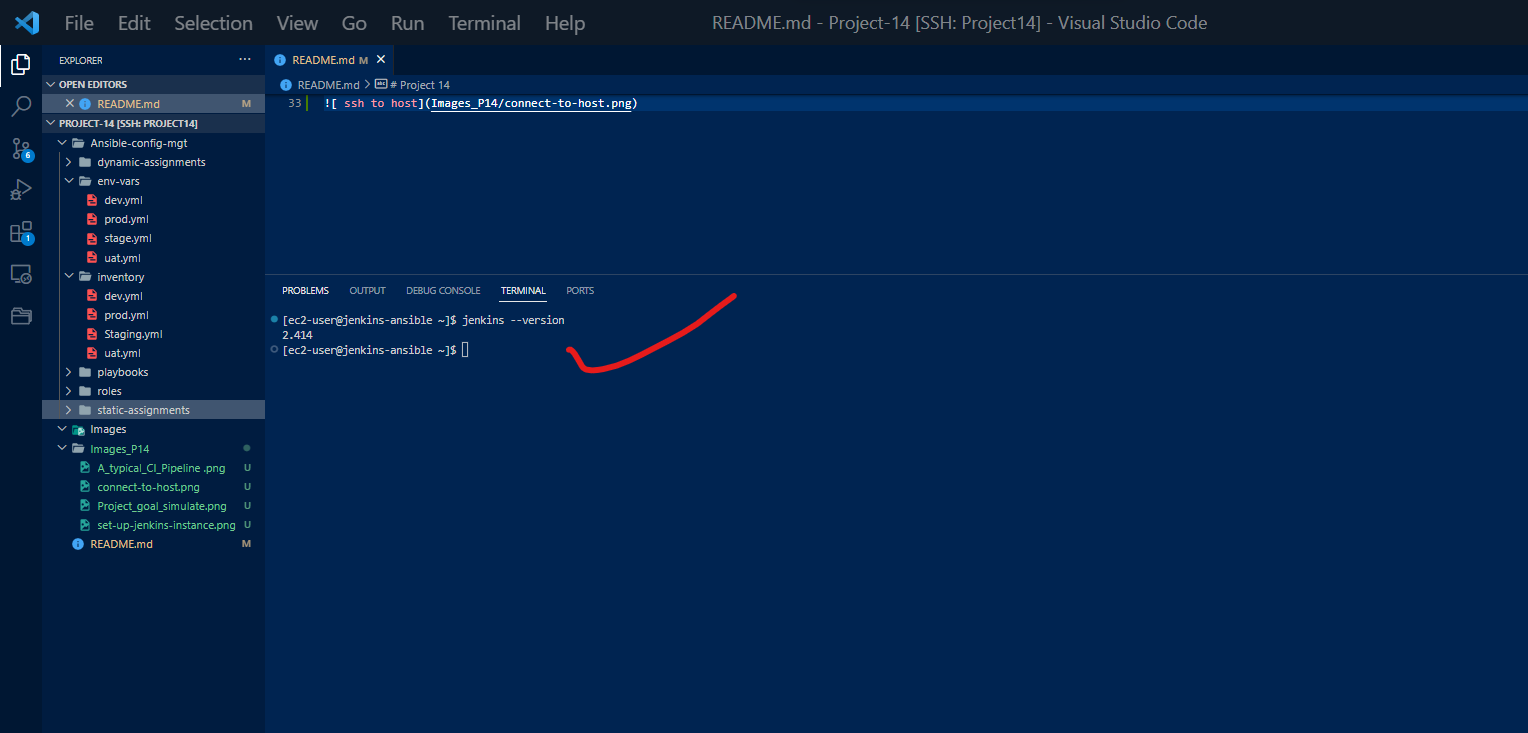 File Edit Selection View Go Run Terminal Help README.md - Project-14 [SSH: Project14] - Visual Studio Code
EXPLORER ...
OPEN EDITORS
README.md M
PROJECT-14 [SSH: PROJECT14]
Ansible-config-mgt
dynamic-assignments
env-vars
dev.yml
prod.yml
stage.yml
uat.yml
inventory
dev.yml
prod.yml
Staging.yml
uat.yml
playbooks
roles
static-assignments
Images
Images_P14
A_typical_CI_Pipeline .png U
connect-to-host.png U
Project_goal_simulate.png U
set-up-jenkins-instance.png U
README.md M
6
1
README.md M
README.md > abc # Project 14
33 ![ ssh to host](Images_P14/connect-to-host.png)
PROBLEMS OUTPUT DEBUG CONSOLE TERMINAL PORTS
[ec2-user@jenkins-ansible ~]$ jenkins --version
2.414
[ec2-user@jenkins-ansible ~]$